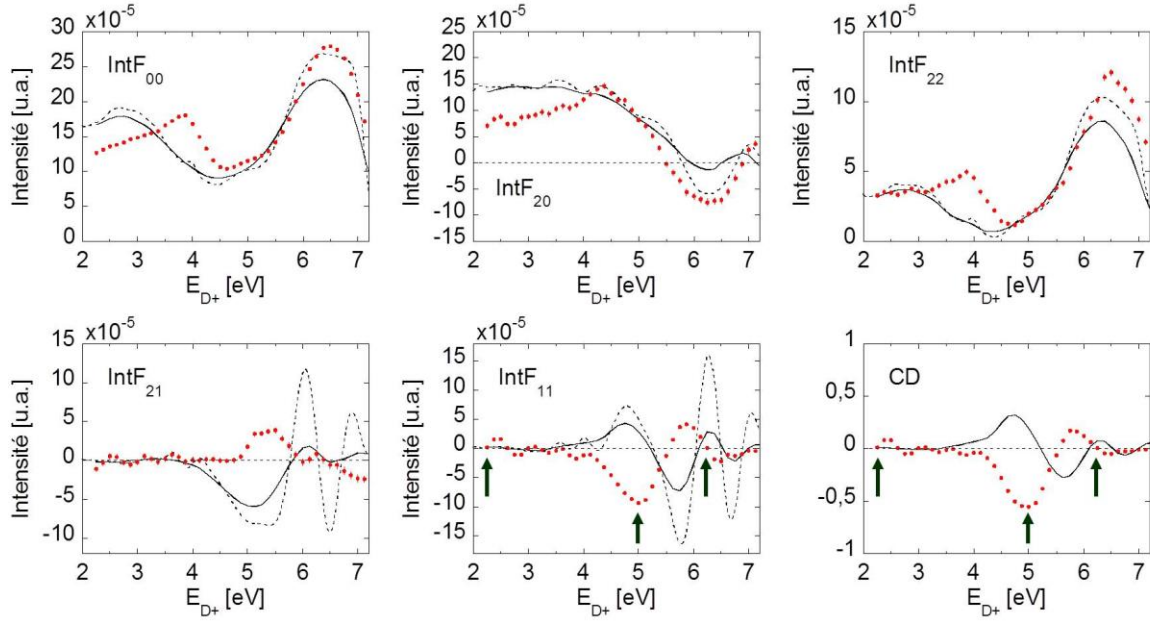 x10⁻⁵
Intensité [u.a.]
30
25
20
15
10
5
0
IntF₀₀
2 3 4 5 6 7
E_D+ [eV]
x10⁻⁵
Intensité [u.a.]
25
20
15
10
5
0
-5
-10
-15
IntF₂₀
2 3 4 5 6 7
E_D+ [eV]
x10⁻⁵
Intensité [u.a.]
15
10
5
0
IntF₂₂
2 3 4 5 6 7
E_D+ [eV]
x10⁻⁵
Intensité [u.a.]
15
10
5
0
-5
-10
IntF₂₁
2 3 4 5 6 7
E_D+ [eV]
x10⁻⁵
Intensité [u.a.]
15
10
5
0
-5
-10
-15
IntF₁₁
2 3 4 5 6 7
E_D+ [eV]
Intensité [u.a.]
1
0,5
0
-0,5
-1
CD
2 3 4 5 6 7
E_D+ [eV]